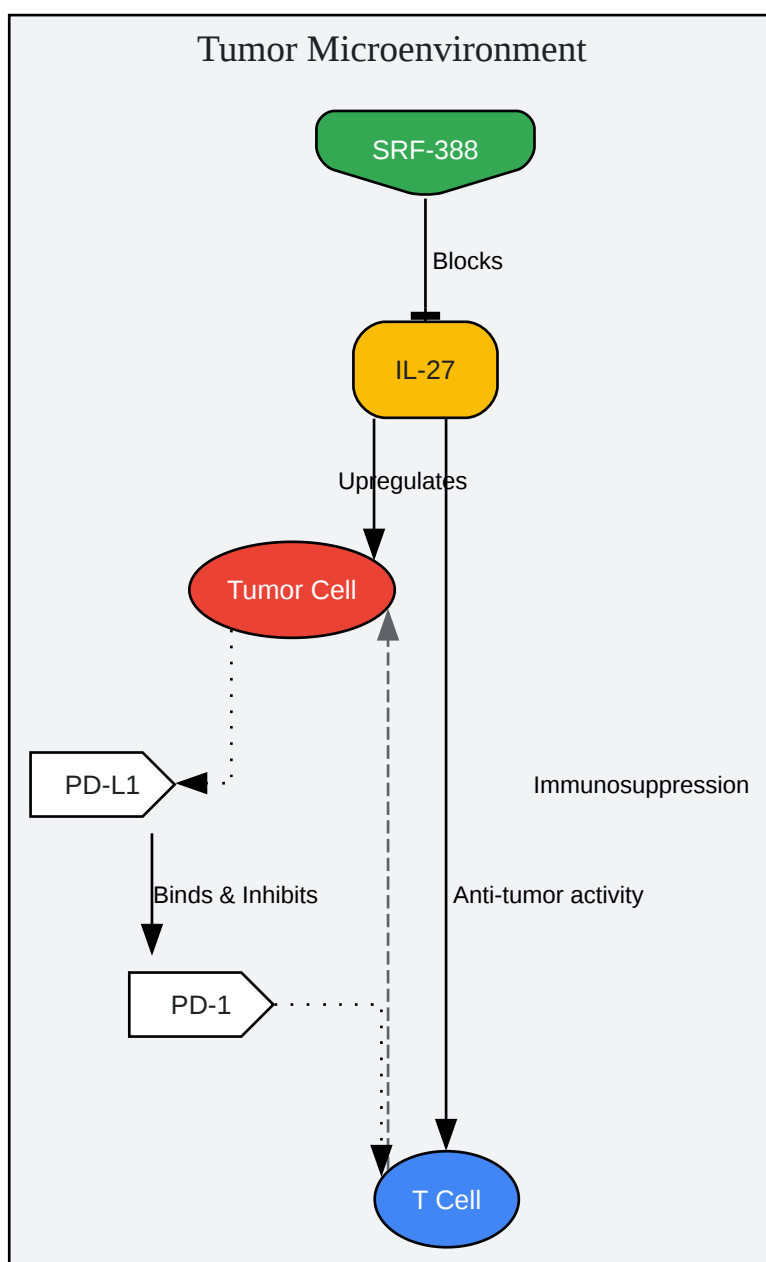 Tumor Microenvironment
SRF-388
Blocks
IL-27
Upregulates
Tumor Cell
PD-L1
Immunosuppression
Binds & Inhibits
Anti-tumor activity
PD-1
T Cell